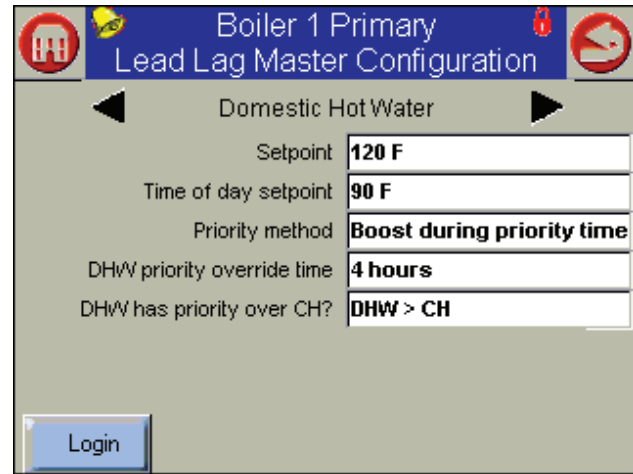 Boiler 1 Primary
Lead Lag Master Configuration
Domestic Hot Water
Setpoint 120 F
Time of day setpoint 90 F
Priority method Boost during priority time
DHW priority override time 4 hours
DHW has priority over CH? DHW > CH
Login